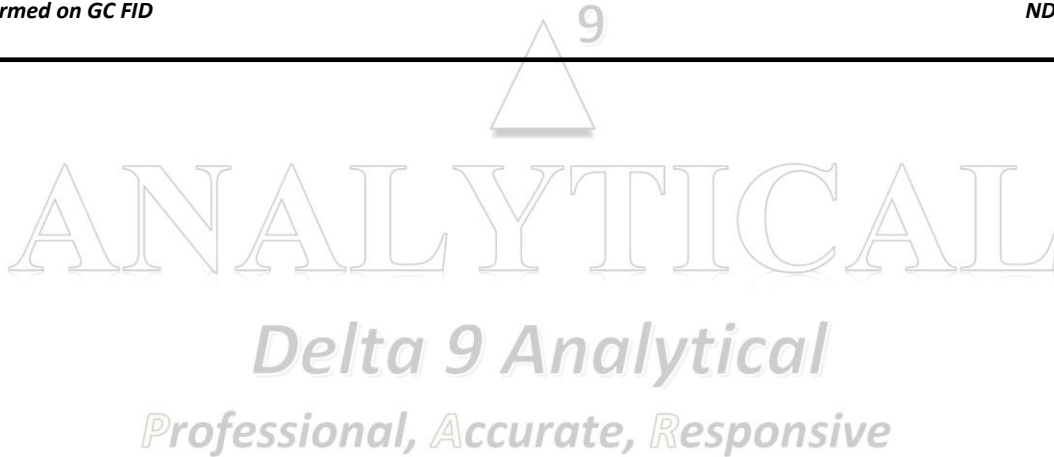 rmed on GC FID ND
9
ANALYTICAL
Delta 9 Analytical
Professional, Accurate, Responsive